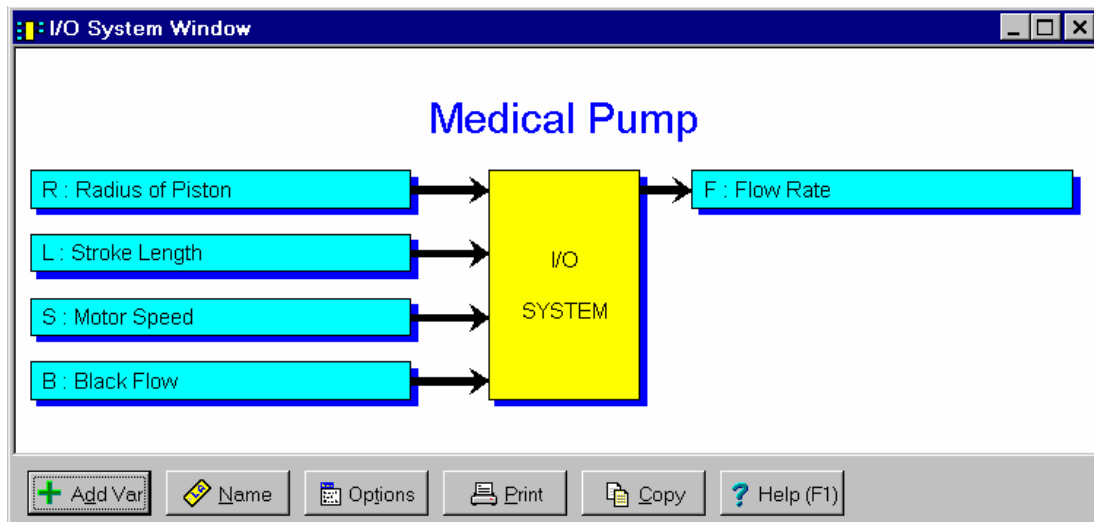 I/O System Window
Medical Pump
R : Radius of Piston
F : Flow Rate
L : Stroke Length
I/O
SYSTEM
S : Motor Speed
B : Black Flow
Add Var
Name
Options
Print
Copy
Help (F1)